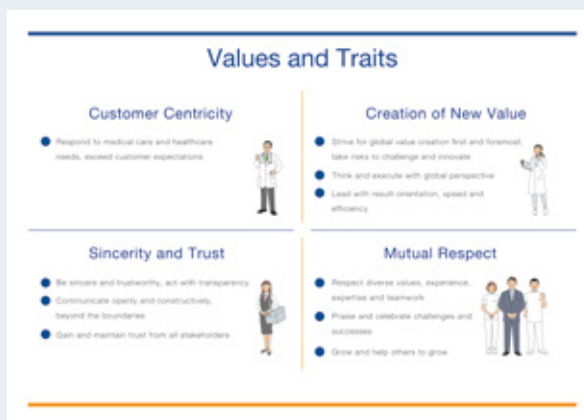 Values and Traits
Customer Centricity
Respond to medical care and healthcare
needs, exceed customer expectations
Creation of New Value
Strive for global value creation first and foremost,
take risks to challenge and innovate
Think and execute with global perspective
Lead with result orientation, speed and
efficiency
Sincerity and Trust
Be sincere and trustworthy, act with transparency
Communicate openly and constructively,
beyond the boundaries
Gain and maintain trust from all stakeholders
Mutual Respect
Respect diverse values, experience,
expertise and teamwork
Praise and celebrate challenges and
successes
Grow and help others to grow